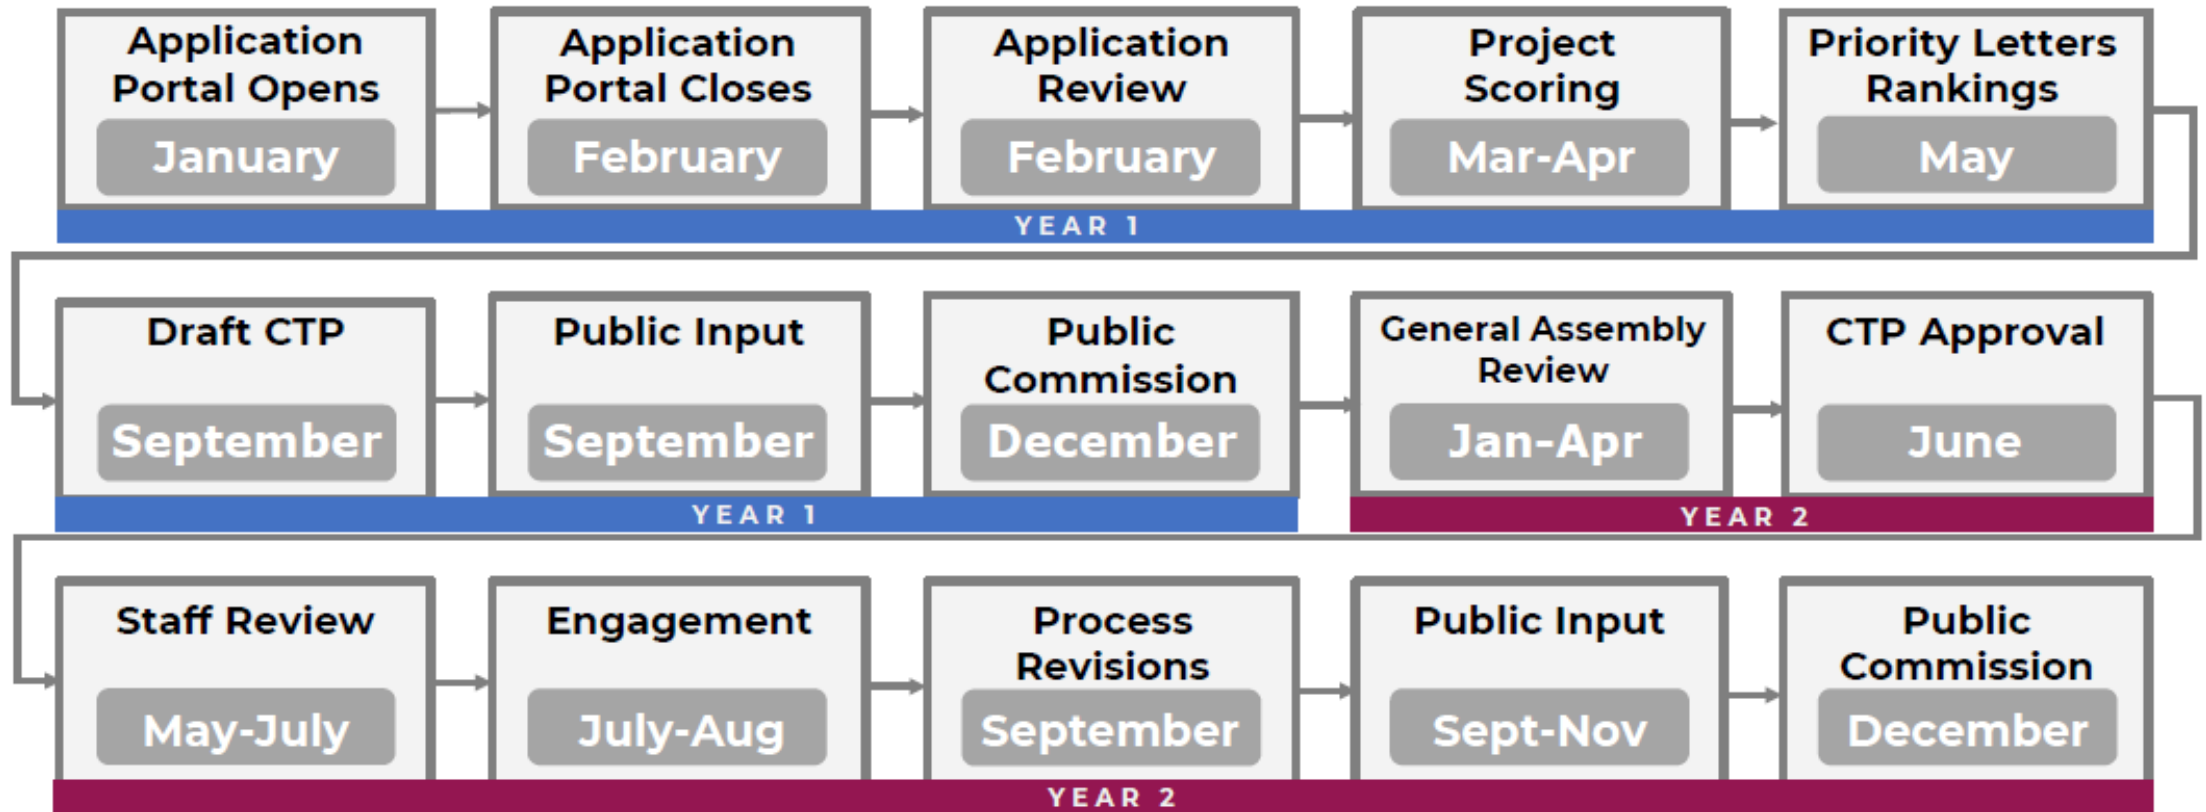 Application
Portal Opens
January
Application
Portal Closes
February
Application
Review
February
Project
Scoring
Mar-Apr
Priority Letters
Rankings
May
YEAR 1
Draft CTP
September
Public Input
September
Public
Commission
December
General Assembly
Review
Jan-Apr
CTP Approval
June
YEAR 1
YEAR 2
Staff Review
May-July
Engagement
July-Aug
Process
Revisions
September
Public Input
Sept-Nov
Public
Commission
December
YEAR 2